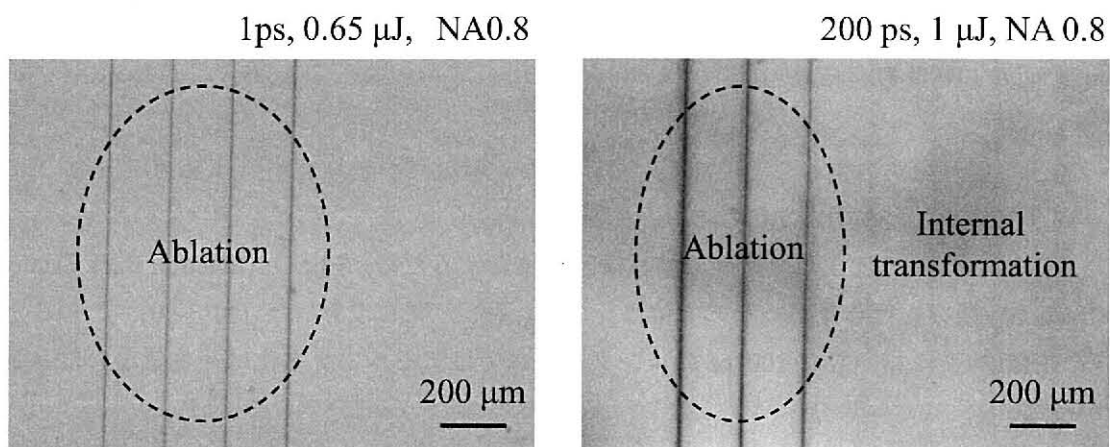 1ps, 0.65 μJ, NA0.8
200 ps, 1 μJ, NA 0.8
Ablation
200 μm
Ablation
Internal
transformation
200 μm